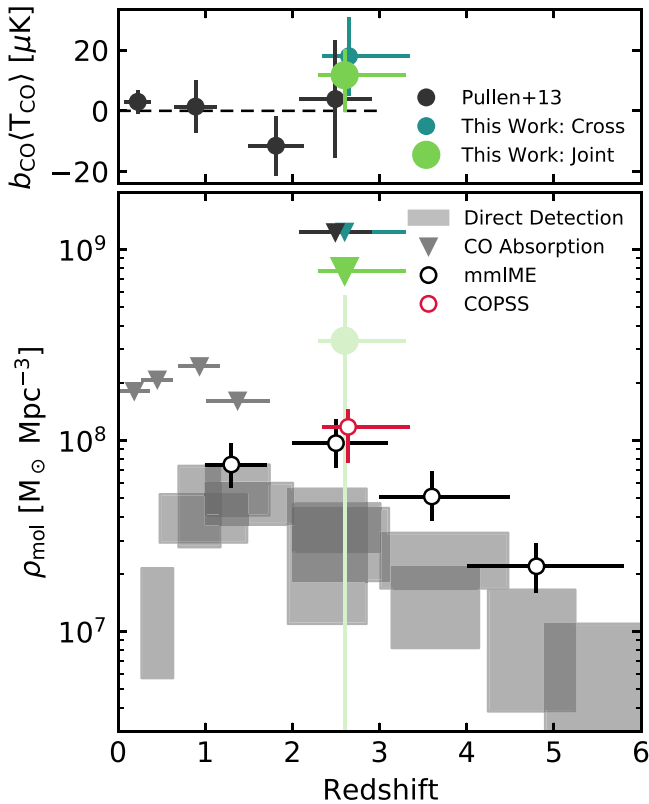 b_CO⟨T_CO⟩ [μK]
20
0
−20
Pullen+13
This Work: Cross
This Work: Joint
ρ_mol [M_⊙ Mpc^−3]
10^9
10^8
10^7
Direct Detection
CO Absorption
mmIME
COPSS
0 1 2 3 4 5 6
Redshift